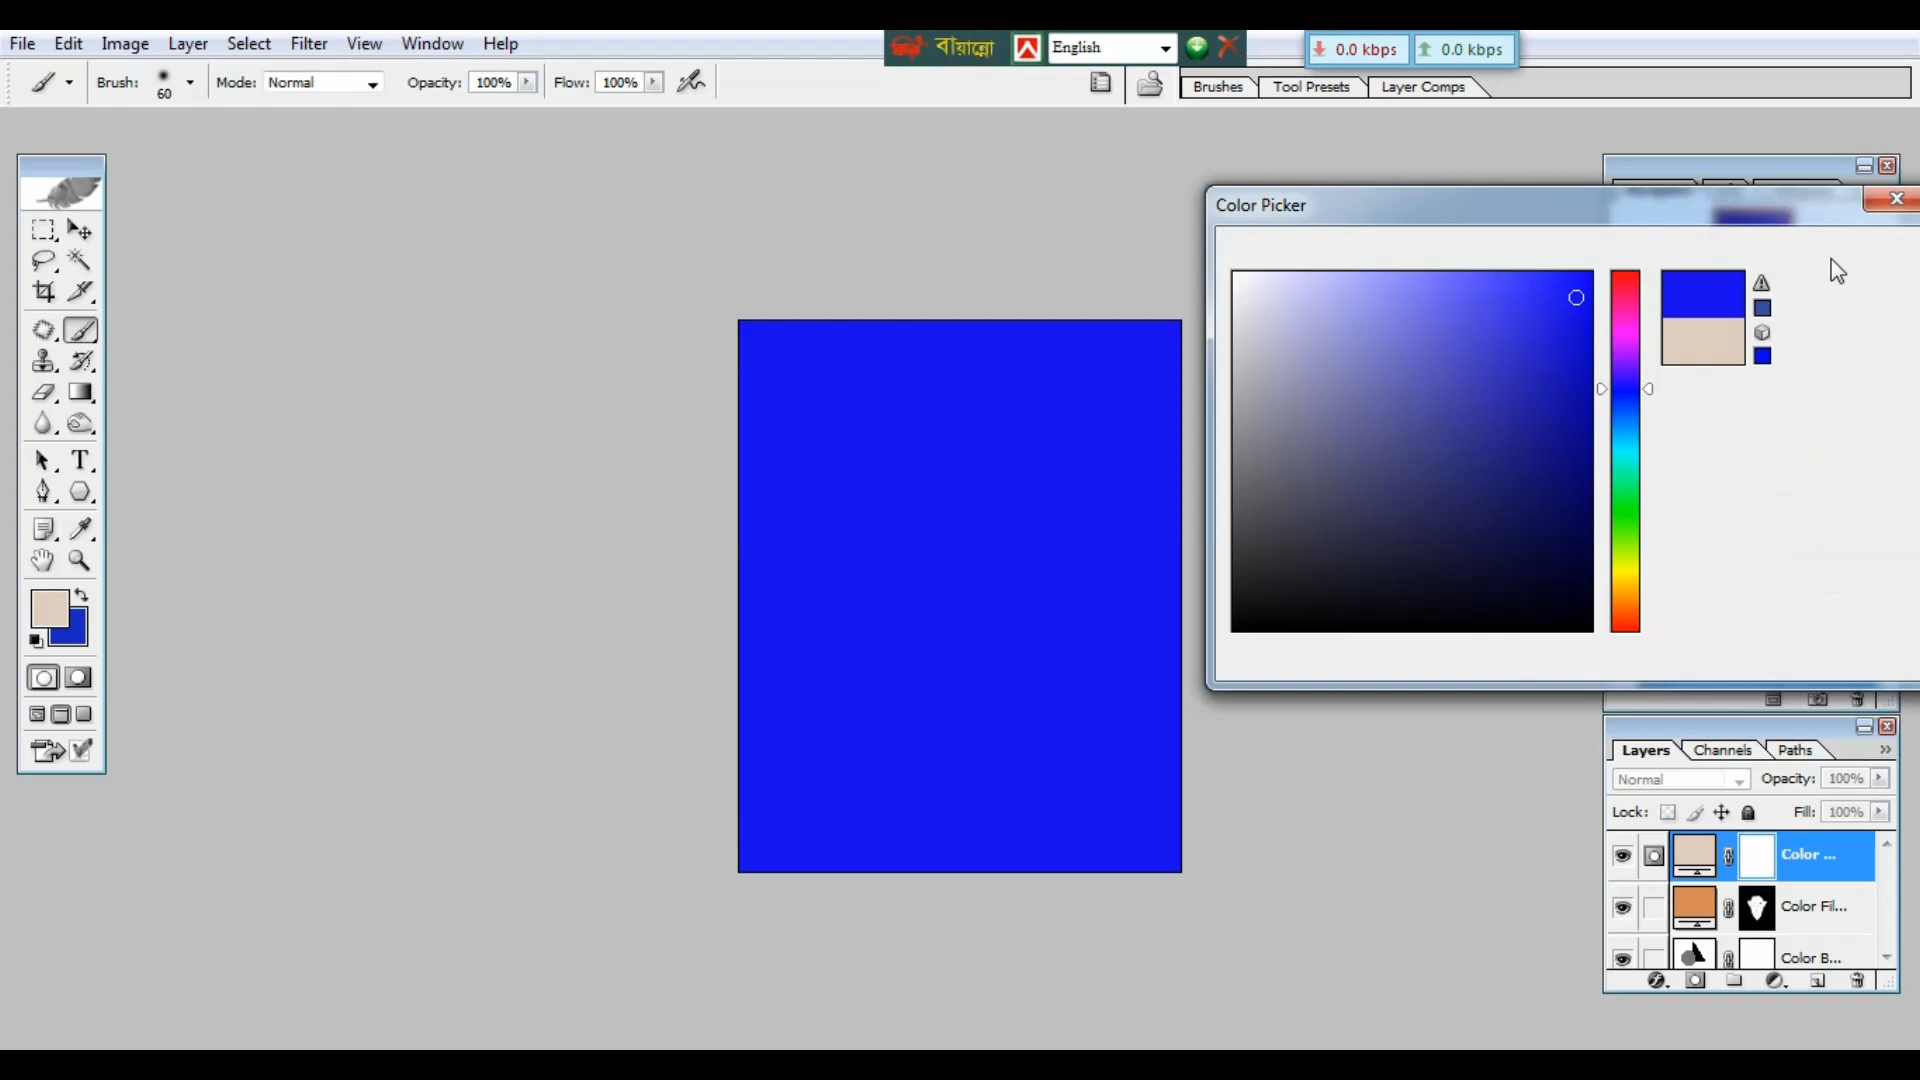 File Edit Image Layer Select Filter View Window Help
বায়ান্নো English 0.0 kbps 0.0 kbps
Brush: 60 Mode: Normal Opacity: 100% Flow: 100% Brushes Tool Presets Layer Comps
Color Picker
T
Layers Channels Paths
Normal Opacity: 100%
Lock: Fill: 100%
Color ...
Color Fil...
Color B...